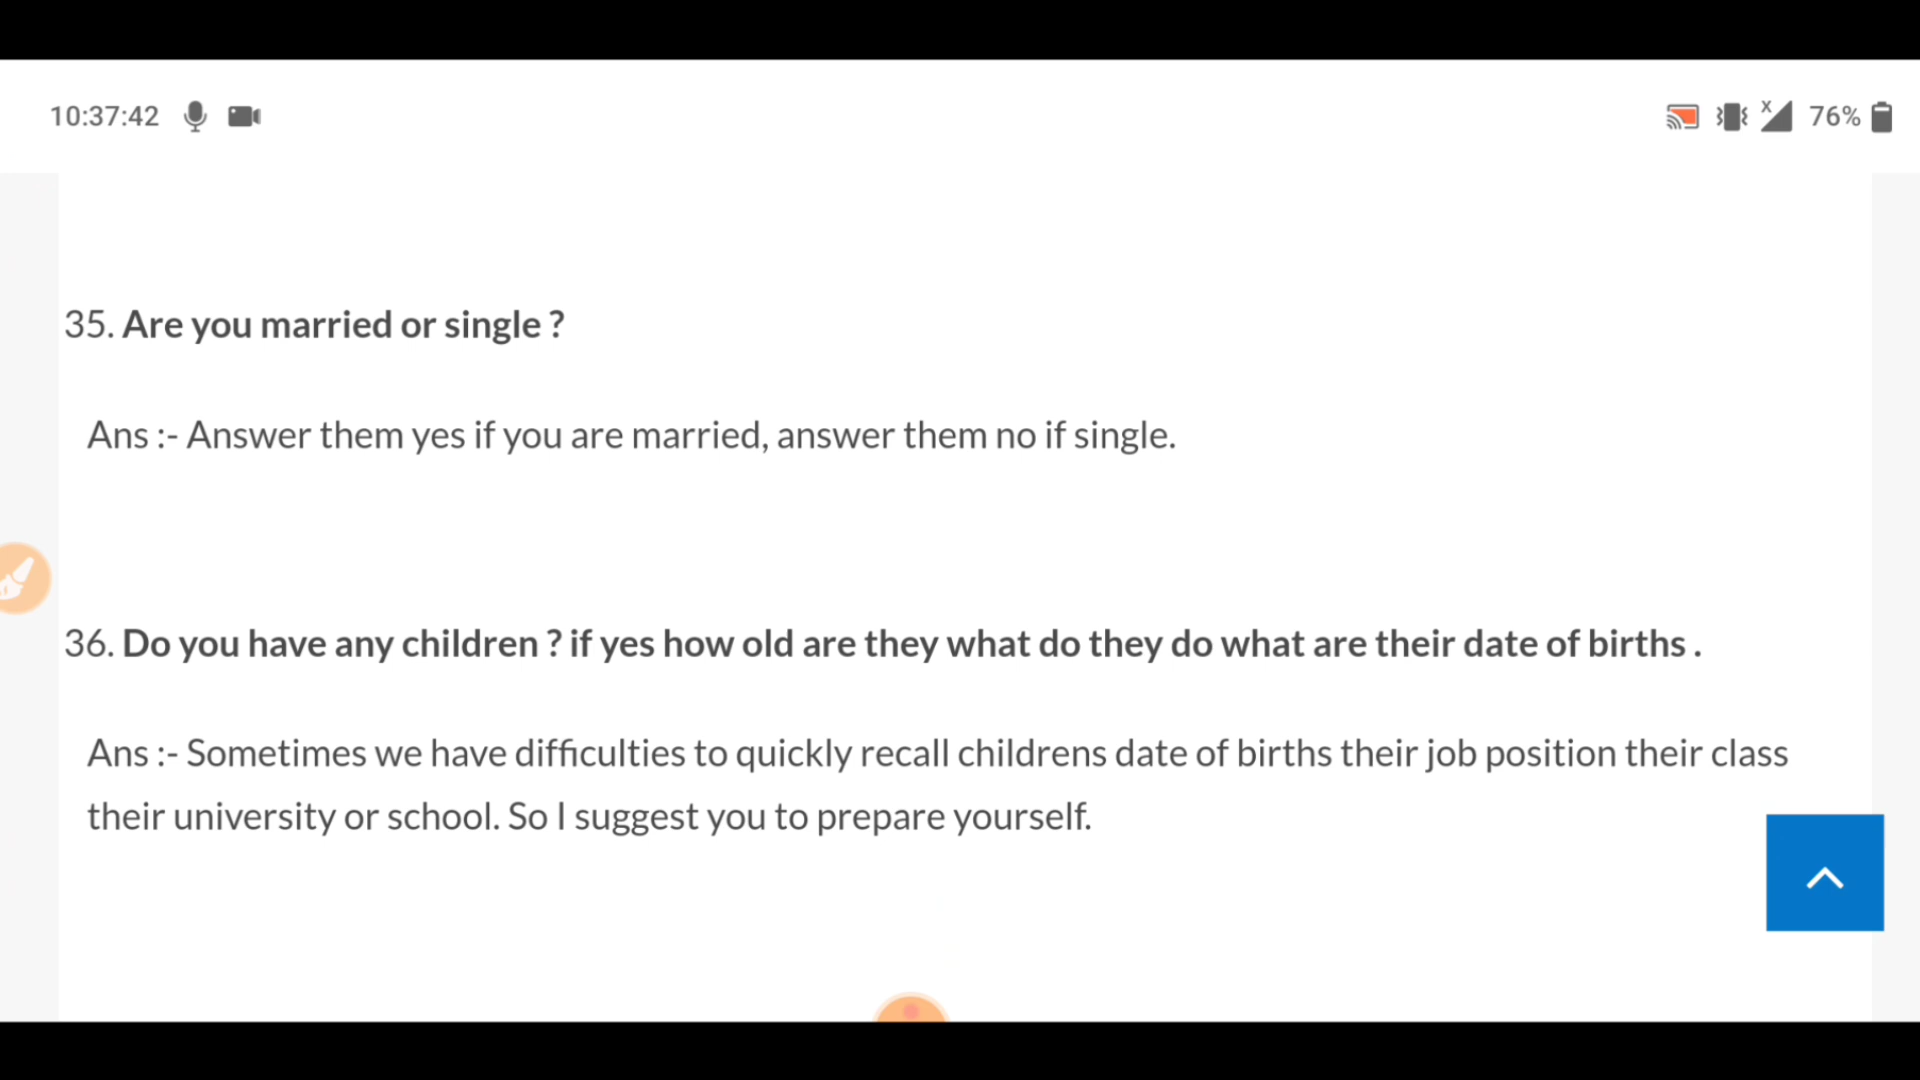 10:37:42
x
76%
35. Are you married or single ?
Ans :- Answer them yes if you are married, answer them no if single.
36. Do you have any children ? if yes how old are they what do they do what are their date of births .
Ans :- Sometimes we have difficulties to quickly recall childrens date of births their job position their class
their university or school. So I suggest you to prepare yourself.